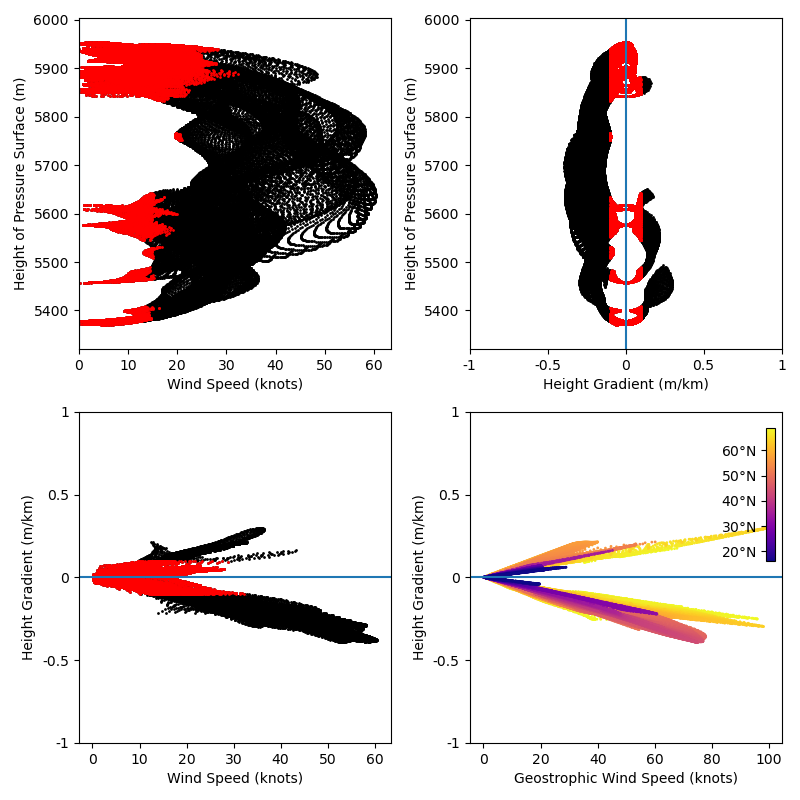 6000
5900
5800
5700
5600
5500
5400
Height of Pressure Surface (m)
0 10 20 30 40 50 60
Wind Speed (knots)
6000
5900
5800
5700
5600
5500
5400
Height of Pressure Surface (m)
-1 -0.5 0 0.5 1
Height Gradient (m/km)
1
0.5
0
-0.5
-1
Height Gradient (m/km)
0 10 20 30 40 50 60
Wind Speed (knots)
1
0.5
0
-0.5
-1
Height Gradient (m/km)
60°N
50°N
40°N
30°N
20°N
0 20 40 60 80 100
Geostrophic Wind Speed (knots)